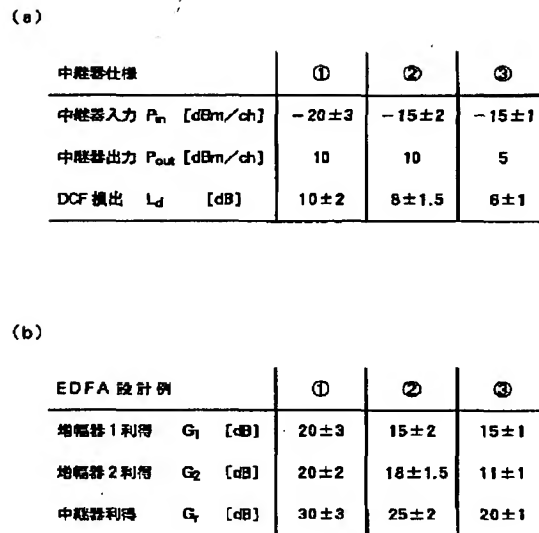 (a)
中継器仕様 ① ② ③
中継器入力 Pin [dBm/ch] -20±3 -15±2 -15±1
中継器出力 Pout [dBm/ch] 10 10 5
DCF 損出 Ld [dB] 10±2 8±1.5 6±1
(b)
EDFA 設計例 ① ② ③
増幅器1利得 G1 [dB] 20±3 15±2 15±1
増幅器2利得 G2 [dB] 20±2 18±1.5 11±1
中継器利得 Gr [dB] 30±3 25±2 20±1